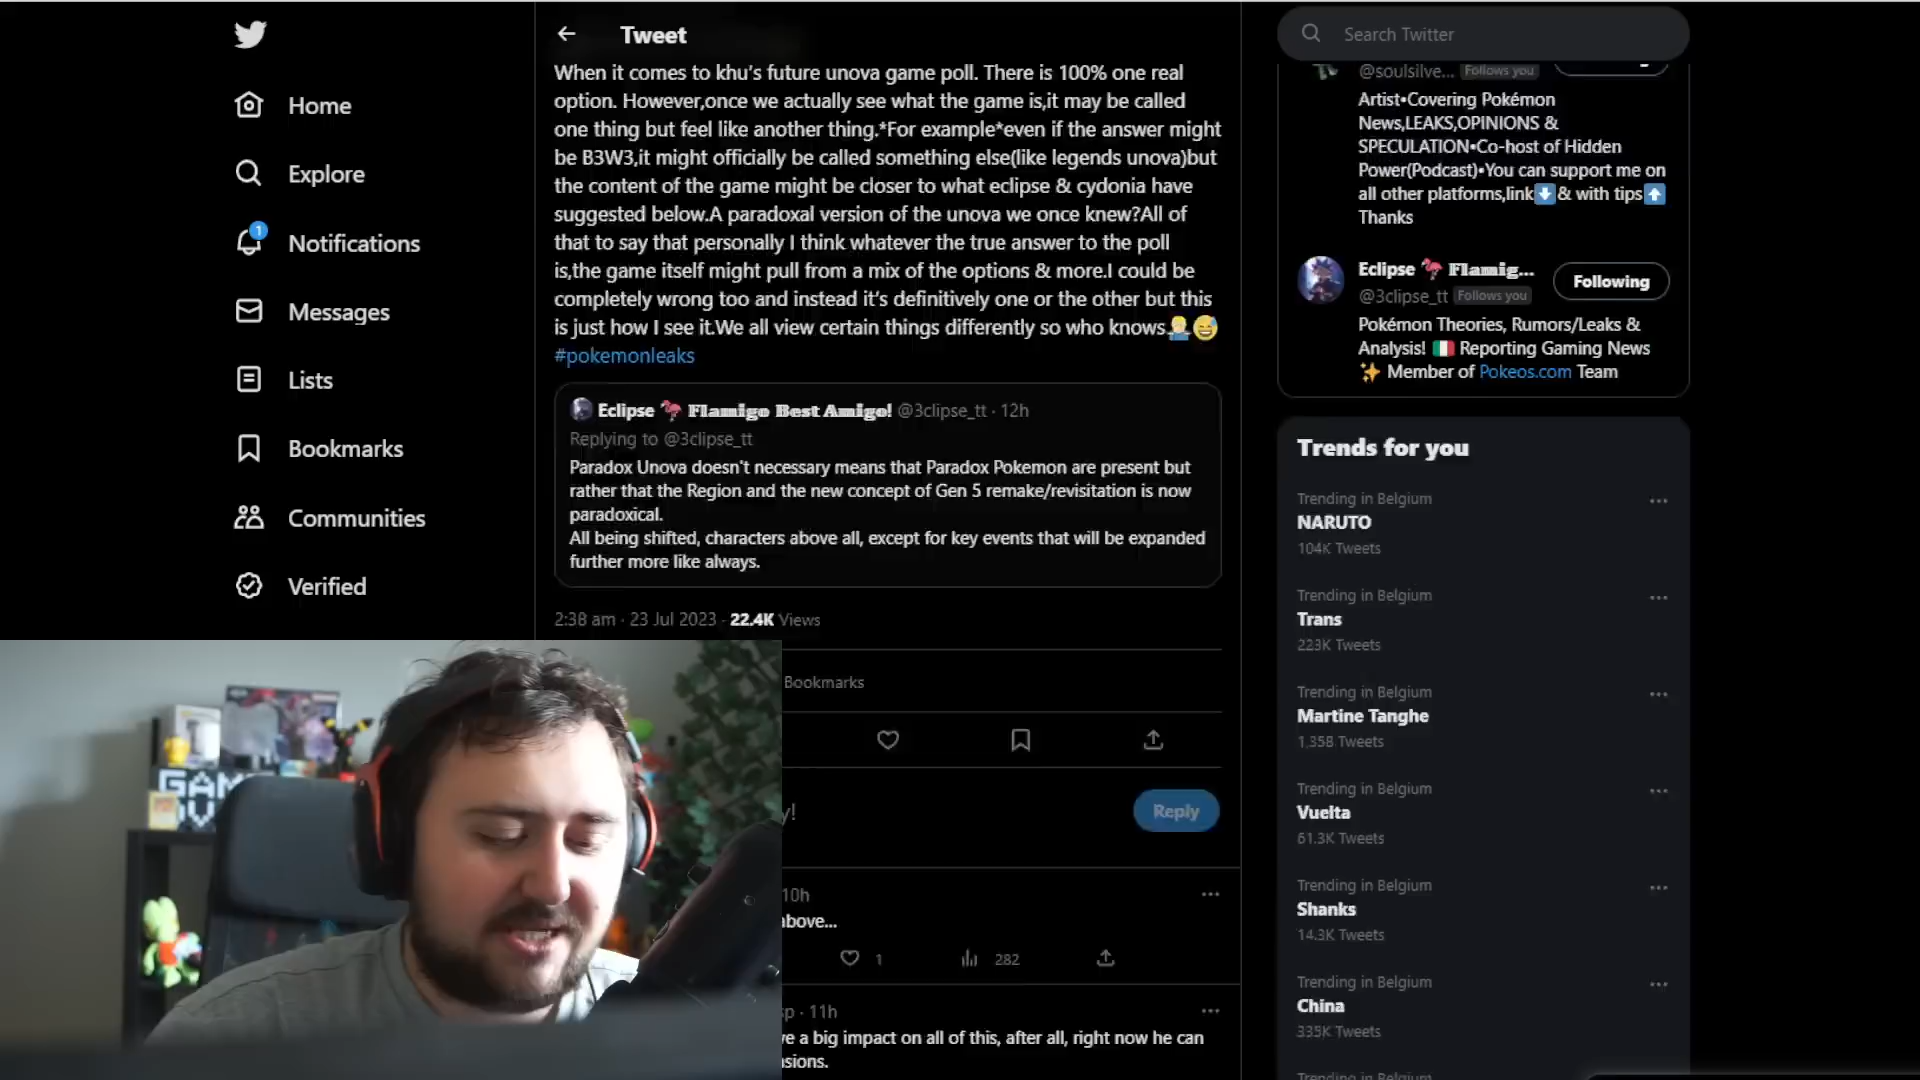 Home
Explore
1
Notifications
Messages
Lists
Bookmarks
Communities
Verified
Tweet
When it comes to khu's future unova game poll. There is 100% one real
option. However,once we actually see what the game is,it may be called
one thing but feel like another thing.*For example*even if the answer might
be B3W3,it might officially be called something else(like legends unova)but
the content of the game might be closer to what eclipse & cydonia have
suggested below.A paradoxal version of the unova we once knew?All of
that to say that personally I think whatever the true answer to the poll
is,the game itself might pull from a mix of the options & more.I could be
completely wrong too and instead it's definitively one or the other but this
is just how I see it.We all view certain things differently so who knows🤷🏼‍♂️😅
#pokemonleaks
Eclipse 🦩 Flamigo Best Amigo! @3clipse_tt · 12h
Replying to @3clipse_tt
Paradox Unova doesn't necessary means that Paradox Pokemon are present but
rather that the Region and the new concept of Gen 5 remake/revisitation is now
paradoxical.
All being shifted, characters above all, except for key events that will be expanded
further more like always.
2:38 am · 23 Jul 2023 · 22.4K Views
Bookmarks
y!
Reply
10h
above...
1
282
sp · 11h
ve a big impact on all of this, after all, right now he can
sions.
GAM
Search Twitter
@soulsilve... Follows you
Artist•Covering Pokémon
News,LEAKS,OPINIONS &
SPECULATION•Co-host of Hidden
Power(Podcast)•You can support me on
all other platforms,link⬇️& with tips⬆️
Thanks
Eclipse 🦩 Flamig...
Following
@3clipse_tt Follows you
Pokémon Theories, Rumors/Leaks &
Analysis! 🇮🇹 Reporting Gaming News
✨ Member of Pokeos.com Team
Trends for you
Trending in Belgium
NARUTO
104K Tweets
Trending in Belgium
Trans
223K Tweets
Trending in Belgium
Martine Tanghe
1,358 Tweets
Trending in Belgium
Vuelta
61.3K Tweets
Trending in Belgium
Shanks
14.3K Tweets
Trending in Belgium
China
335K Tweets
Trending in Belgium